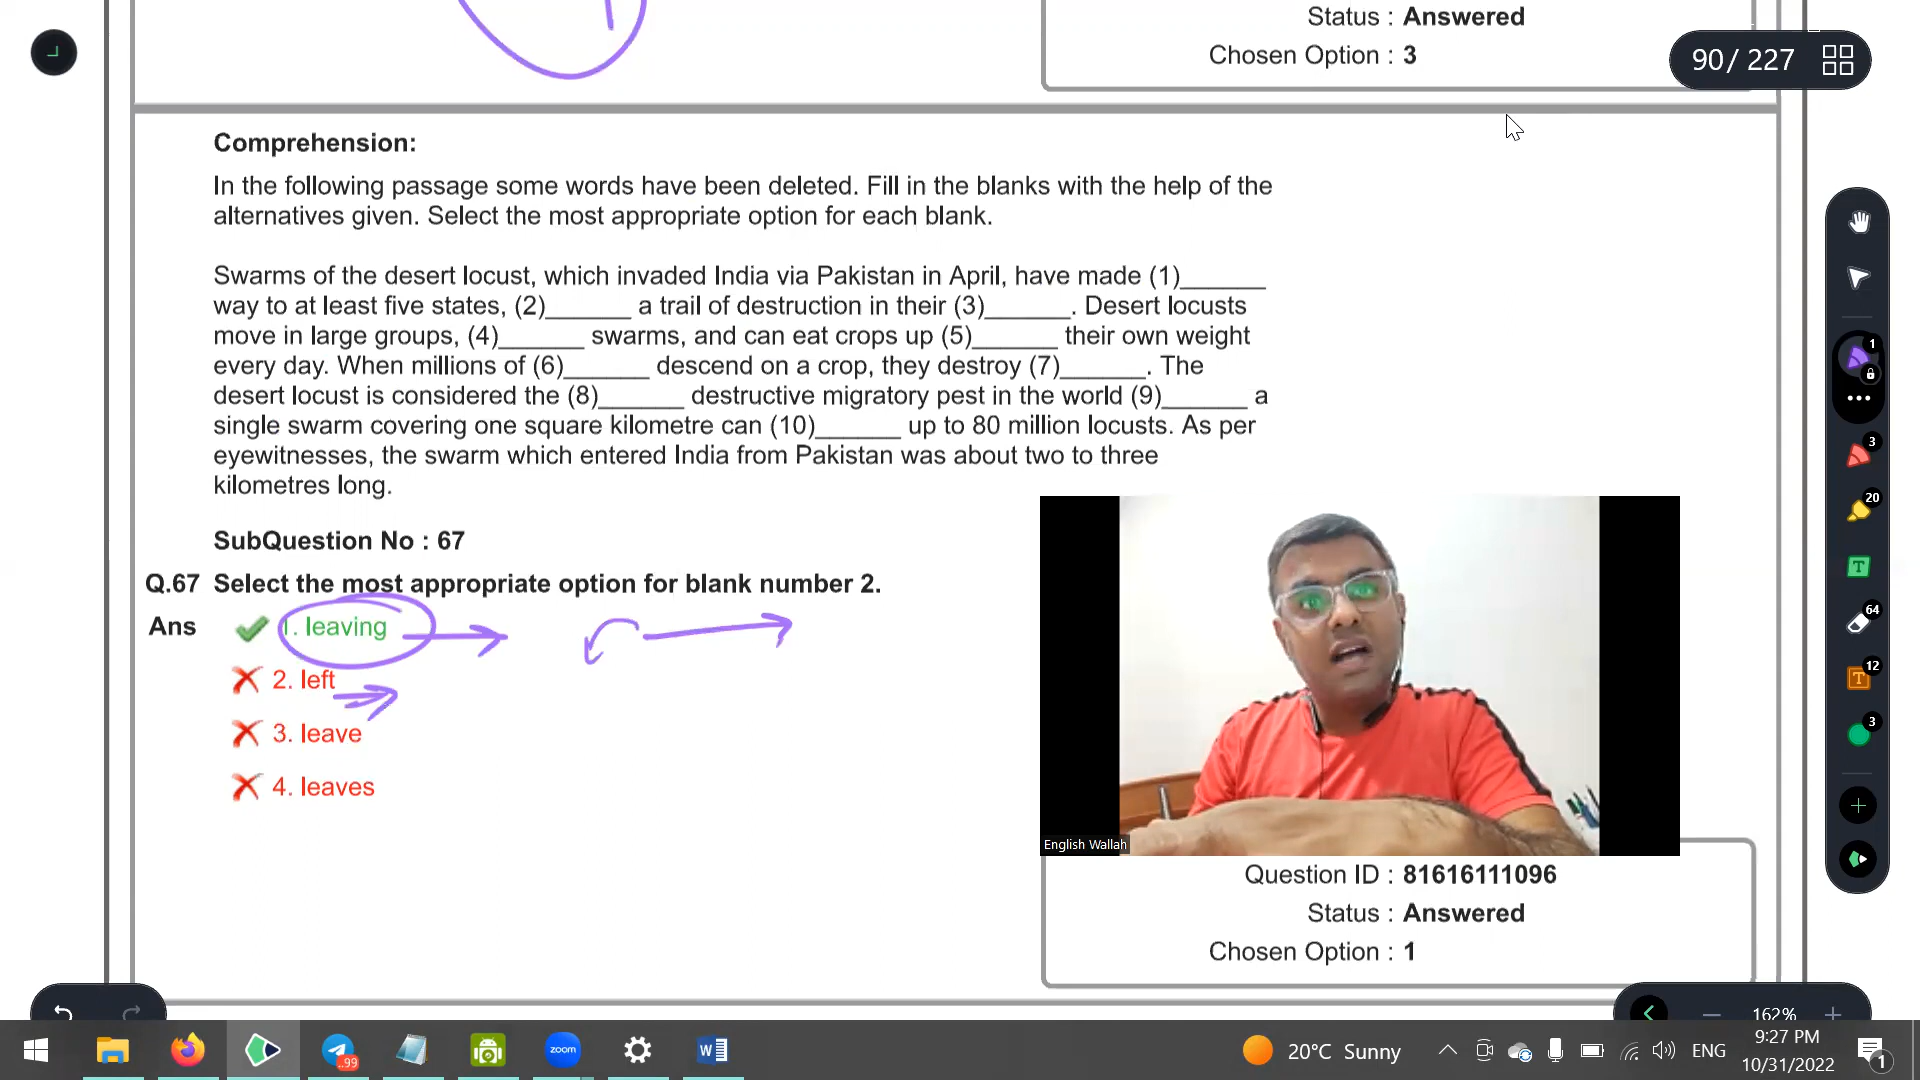 Status : Answered
Chosen Option : 3
90/ 227
Comprehension:
In the following passage some words have been deleted. Fill in the blanks with the help of the
alternatives given. Select the most appropriate option for each blank.
Swarms of the desert locust, which invaded India via Pakistan in April, have made (1)______
way to at least five states, (2)______ a trail of destruction in their (3)______. Desert locusts
move in large groups, (4)______ swarms, and can eat crops up (5)______ their own weight
every day. When millions of (6)______ descend on a crop, they destroy (7)______. The
desert locust is considered the (8)______ destructive migratory pest in the world (9)______ a
single swarm covering one square kilometre can (10)______ up to 80 million locusts. As per
eyewitnesses, the swarm which entered India from Pakistan was about two to three
kilometres long.
SubQuestion No : 67
Q.67 Select the most appropriate option for blank number 2.
Ans 1. leaving
2. left
3. leave
4. leaves
English Wallah
Question ID : 81616111096
Status : Answered
Chosen Option : 1
1
3
20
T
64
T 12
3
162%
99
zoom
W
20°C Sunny
ENG
9:27 PM
10/31/2022
1